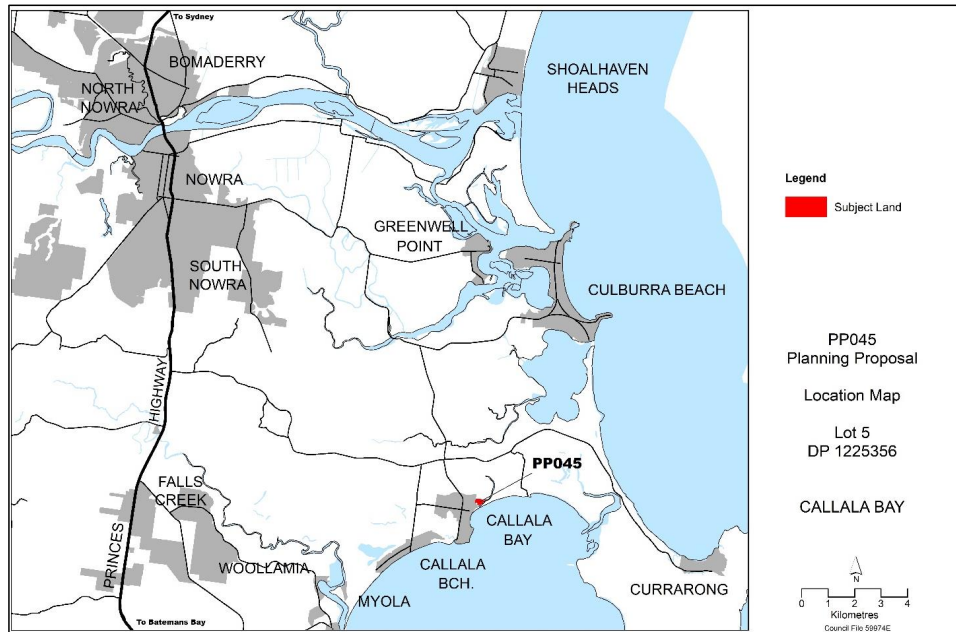 To Sydney
BOMADERRY
NORTH
NOWRA
SHOALHAVEN
HEADS
NOWRA
GREENWELL
POINT
SOUTH
NOWRA
CULBURRA BEACH
HIGHWAY
PRINCES
FALLS
CREEK
PP045
CALLALA
BAY
WOOLLAMIA
CALLALA
BCH.
MYOLA
CURRARONG
To Batemans Bay
Legend
Subject Land
PP045
Planning Proposal
Location Map
Lot 5
DP 1225356
CALLALA BAY
N
0 1 2 3 4
Kilometres
Council File 59974E